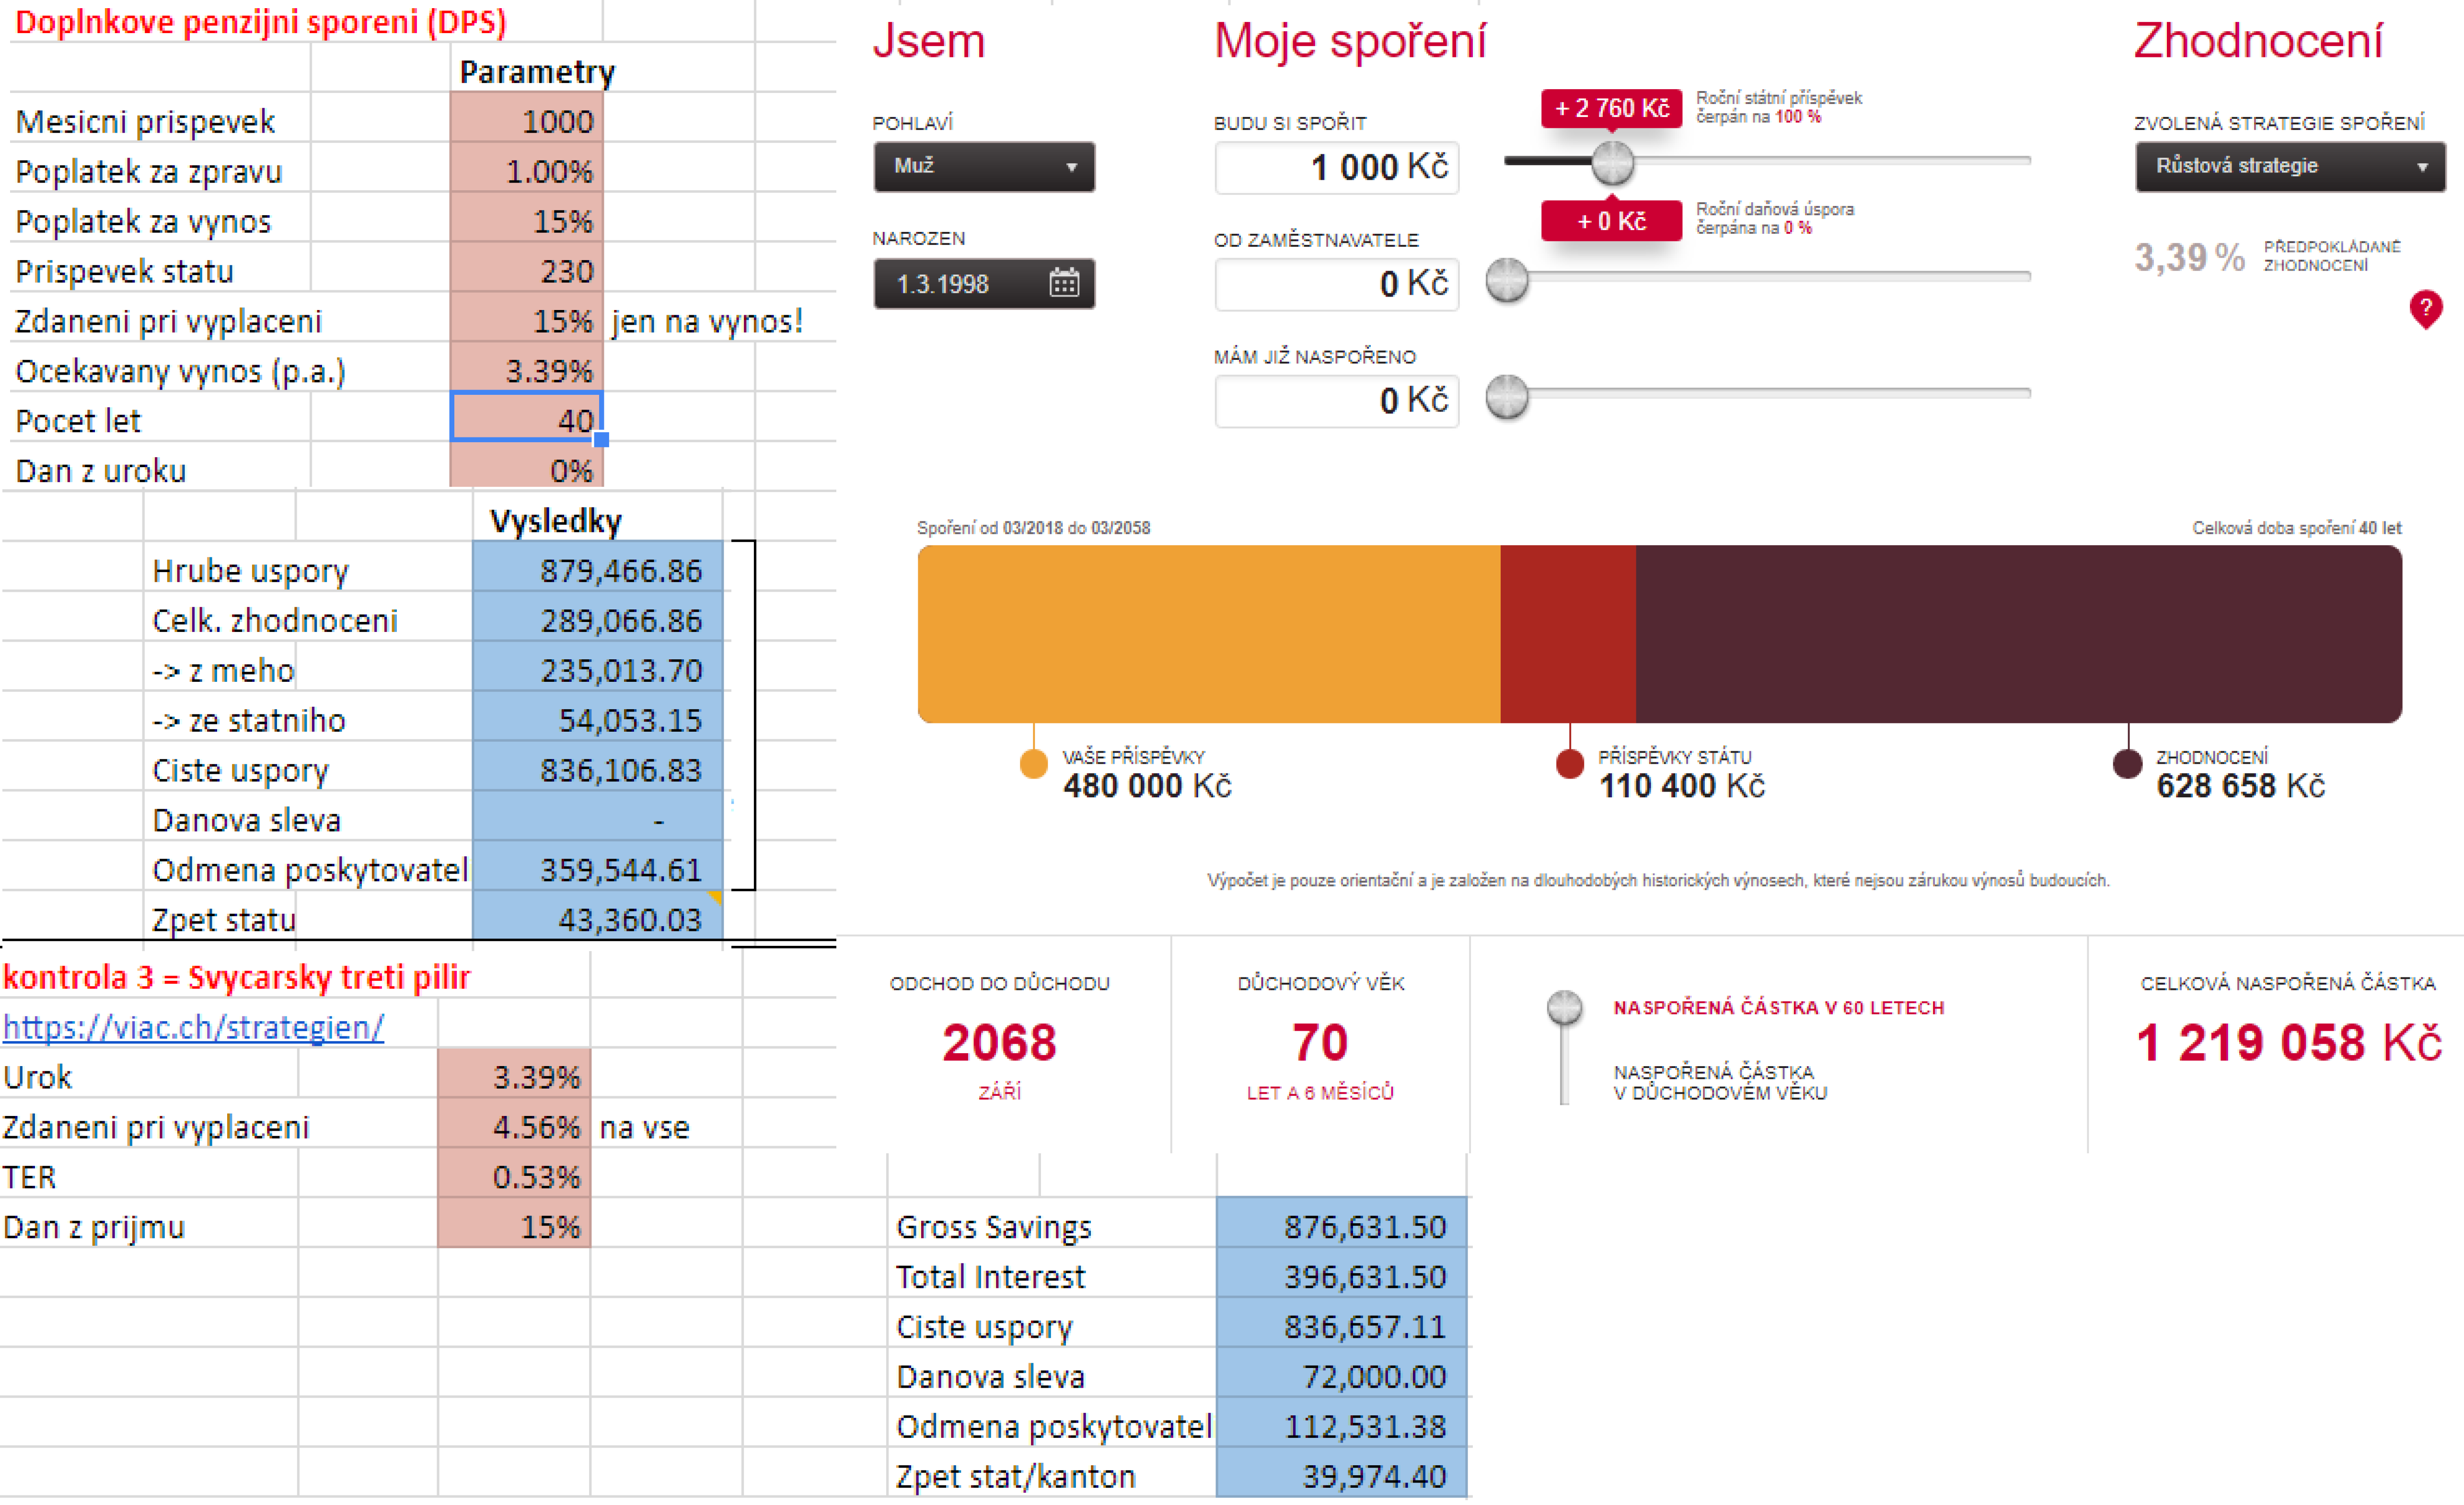 Doplnkove penzijni sporeni (DPS)
Parametry
Mesicni prispevek 1000
Poplatek za zpravu 1.00%
Poplatek za vynos 15%
Prispevek statu 230
Zdaneni pri vyplaceni 15% jen na vynos!
Ocekavany vynos (p.a.) 3.39%
Pocet let 40
Dan z uroku 0%
Vysledky
Hrube uspory 879,466.86
Celk. zhodnoceni 289,066.86
-> z meho 235,013.70
-> ze statniho 54,053.15
Ciste uspory 836,106.83
Danova sleva -
Odmena poskytovatel 359,544.61
Zpet statu 43,360.03
kontrola 3 = Svycarsky treti pilir
https://viac.ch/strategien/
Urok 3.39%
Zdaneni pri vyplaceni 4.56% na vse
TER 0.53%
Dan z prijmu 15%
Jsem
POHLAVÍ
Muž
NAROZEN
1.3.1998
Moje spoření
BUDU SI SPOŘIT
1 000 Kč
+ 2 760 Kč
Roční státní příspěvek
čerpán na 100 %
+ 0 Kč
Roční daňová úspora
čerpána na 0 %
OD ZAMĚSTNAVATELE
0 Kč
MÁM JIŽ NASPOŘENO
0 Kč
Zhodnocení
ZVOLENÁ STRATEGIE SPOŘENÍ
Růstová strategie
3,39 %
PŘEDPOKLÁDANÉ
ZHODNOCENÍ
?
Spoření od 03/2018 do 03/2058
Celková doba spoření 40 let
VAŠE PŘÍSPĚVKY
480 000 Kč
PŘÍSPĚVKY STÁTU
110 400 Kč
ZHODNOCENÍ
628 658 Kč
Výpočet je pouze orientační a je založen na dlouhodobých historických výnosech, které nejsou zárukou výnosů budoucích.
ODCHOD DO DŮCHODU
2068
ZÁŘÍ
DŮCHODOVÝ VĚK
70
LET A 6 MĚSÍCŮ
NASPOŘENÁ ČÁSTKA V 60 LETECH
NASPOŘENÁ ČÁSTKA
V DŮCHODOVÉM VĚKU
CELKOVÁ NASPOŘENÁ ČÁSTKA
1 219 058 Kč
Gross Savings 876,631.50
Total Interest 396,631.50
Ciste uspory 836,657.11
Danova sleva 72,000.00
Odmena poskytovatel 112,531.38
Zpet stat/kanton 39,974.40